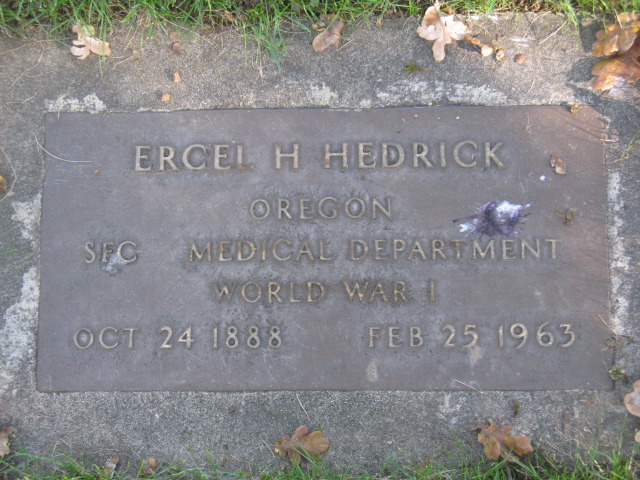 ERCEL H HEDRICK
OREGON
SFC MEDICAL DEPARTMENT
WORLD WAR I
OCT 24 1888 FEB 25 1963